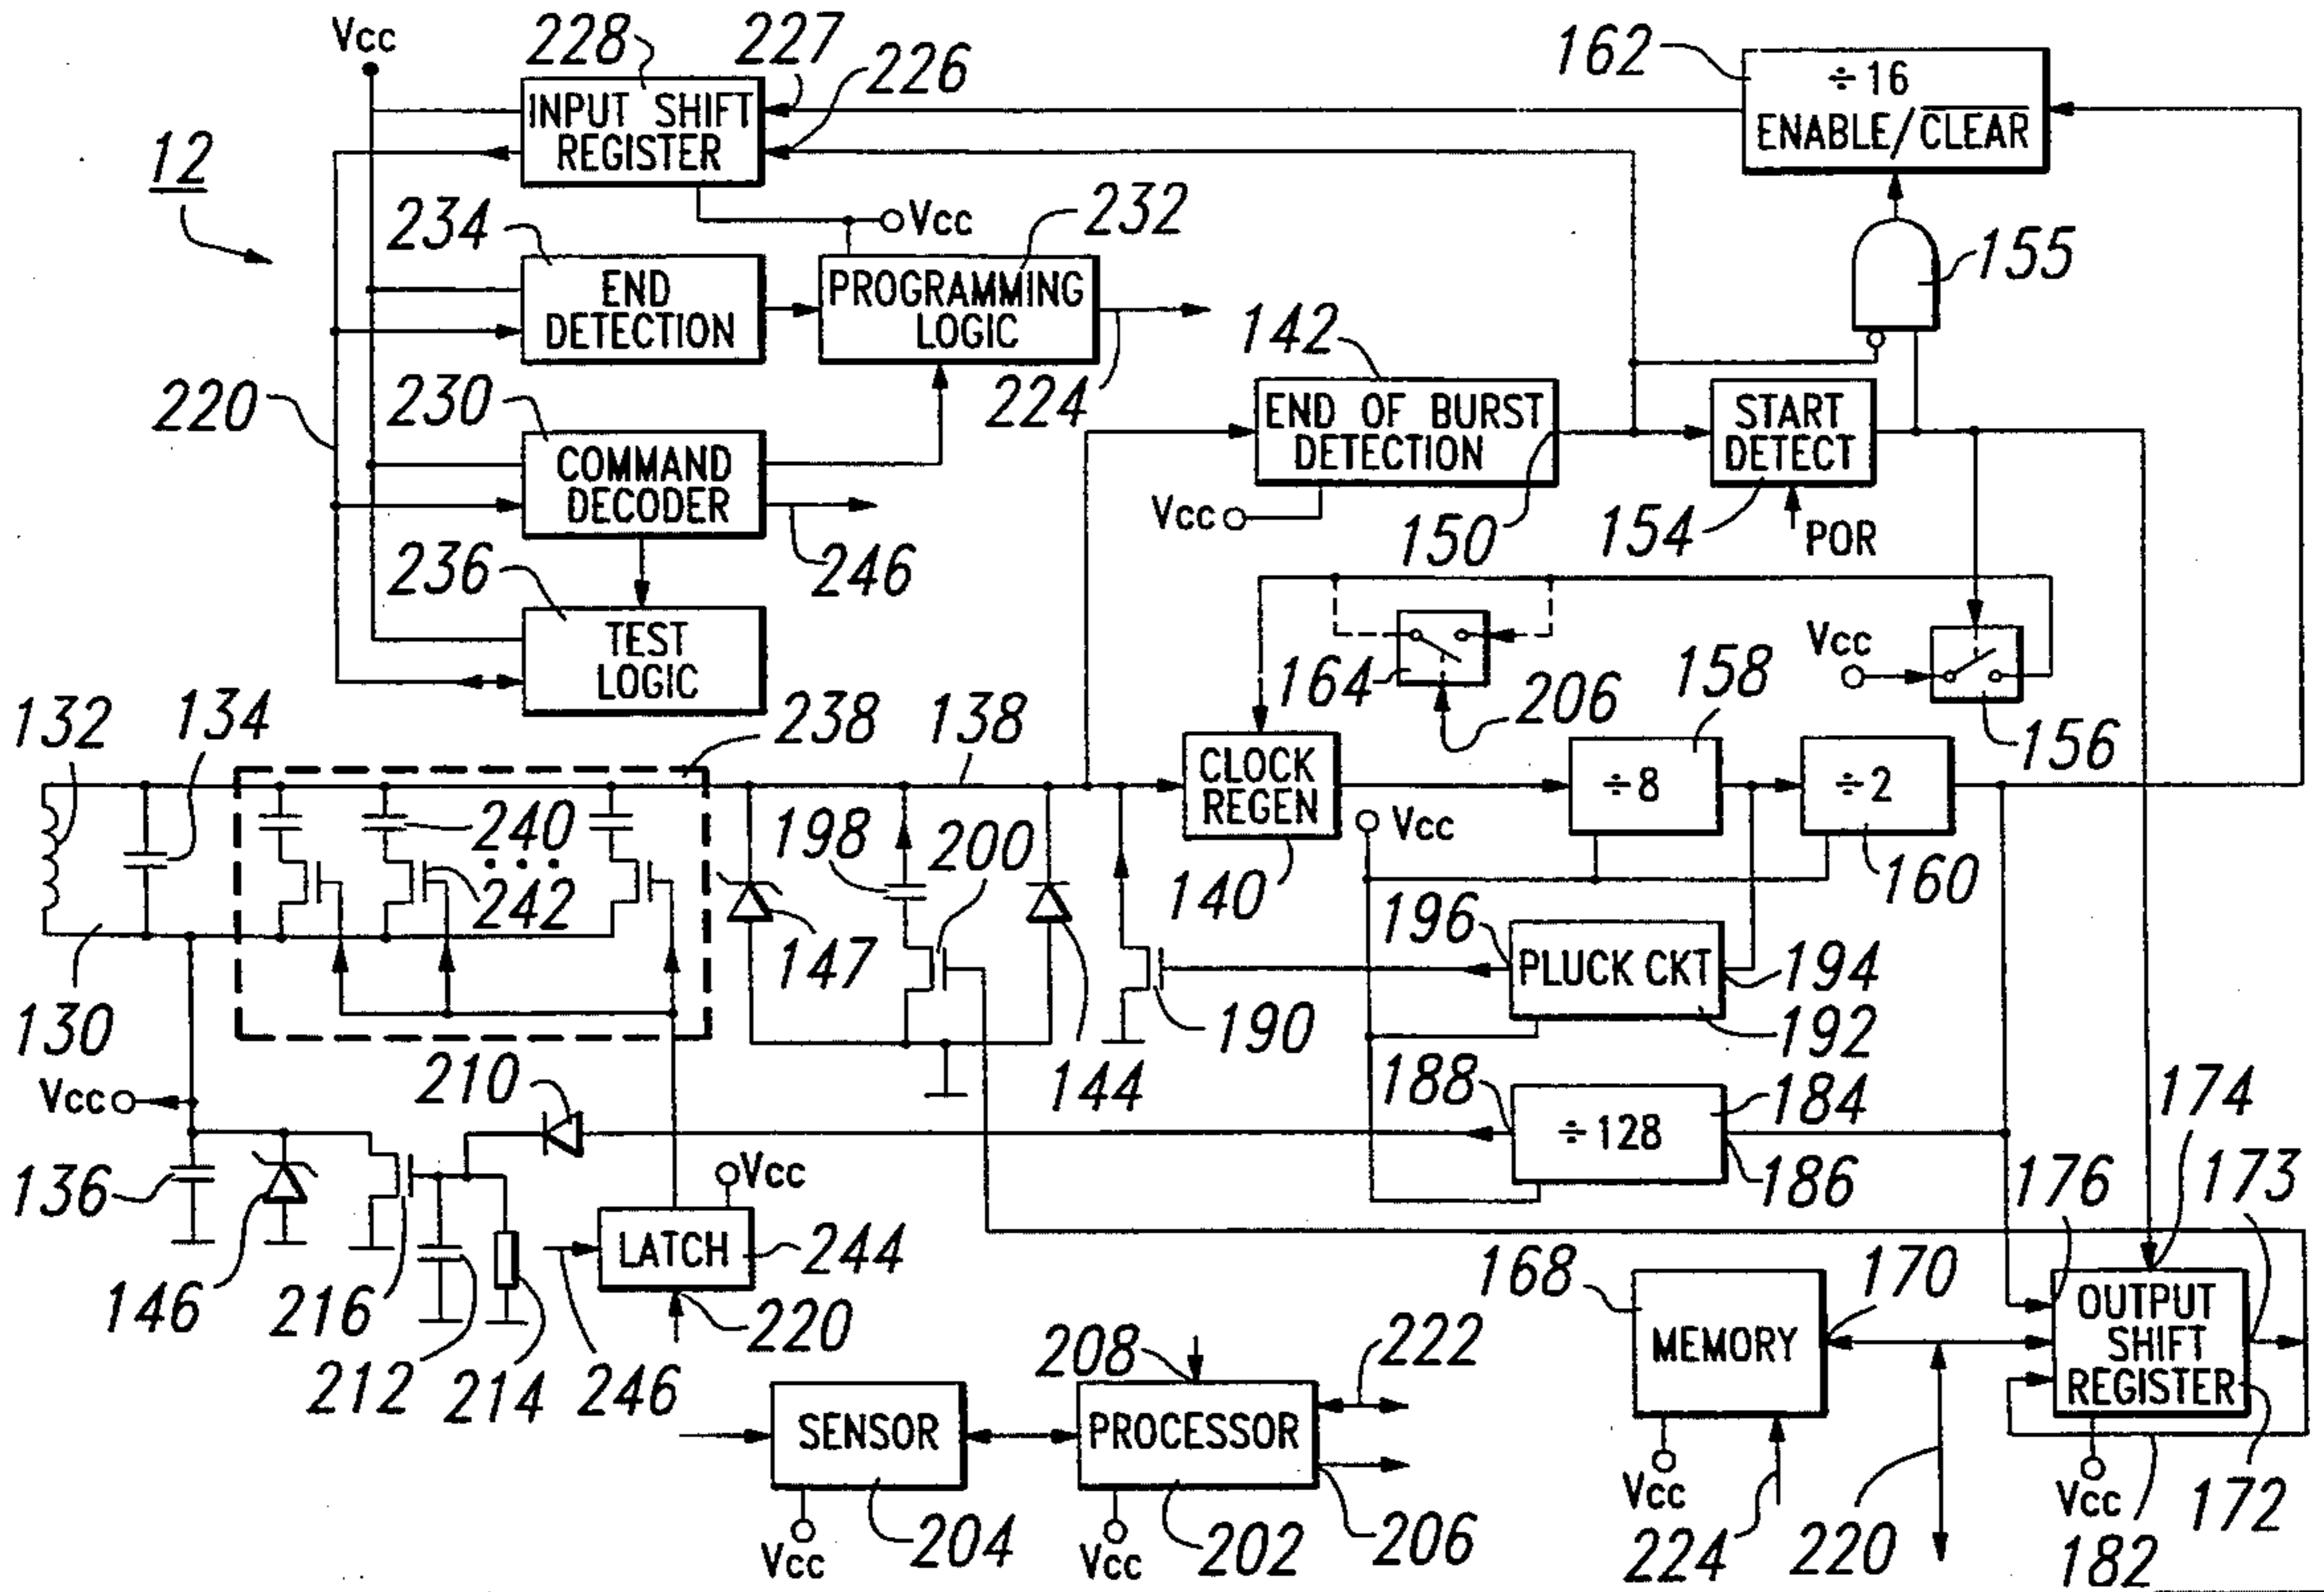 Vcc
228
227
226
162
÷16
ENABLE/CLEAR
INPUT SHIFT
REGISTER
12
234
Vcc
232
155
END
DETECTION
PROGRAMMING
LOGIC
142
220
230
224
END OF BURST
DETECTION
START
DETECT
COMMAND
DECODER
Vcc
150
154
POR
236
246
TEST
LOGIC
164
206
158
Vcc
156
132
134
238
138
CLOCK
REGEN
÷8
÷2
240
198
200
Vcc
242
140
160
196
147
PLUCK CKT
194
130
190
192
210
144
188
184
174
Vcc
÷128
136
Vcc
186
176
173
146
216
LATCH
244
168
170
OUTPUT
SHIFT
REGISTER
212
214
246
220
208
222
MEMORY
SENSOR
PROCESSOR
Vcc
204
Vcc
202
206
Vcc
224
220
Vcc
182
172